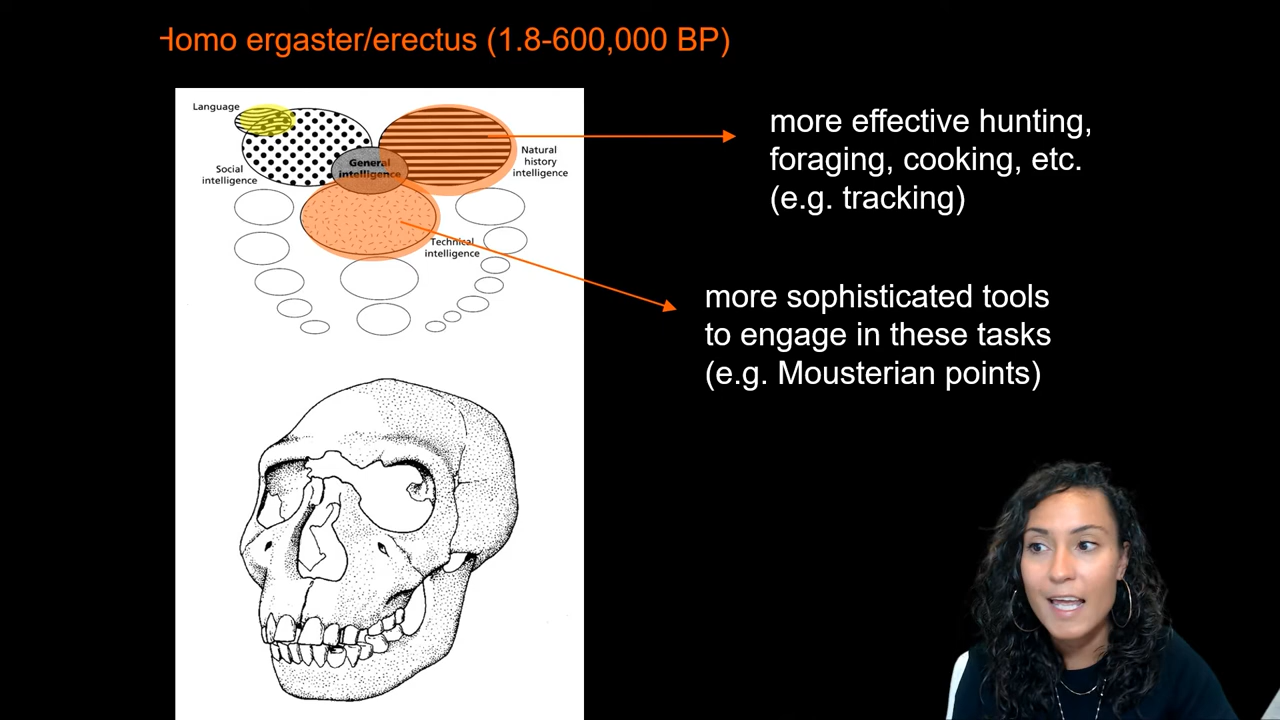 Homo ergaster/erectus (1.8-600,000 BP)
Language
Social
intelligence
General
intelligence
Natural
history
intelligence
Technical
intelligence
more effective hunting,
foraging, cooking, etc.
(e.g. tracking)
more sophisticated tools
to engage in these tasks
(e.g. Mousterian points)